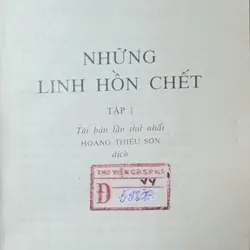 NHỮNG
LINH HỒN CHẾT
TẬP 1
Tái bản lần thứ nhất
HOÀNG THIẾU SƠN
dịch
THƯ VIỆN
Đ